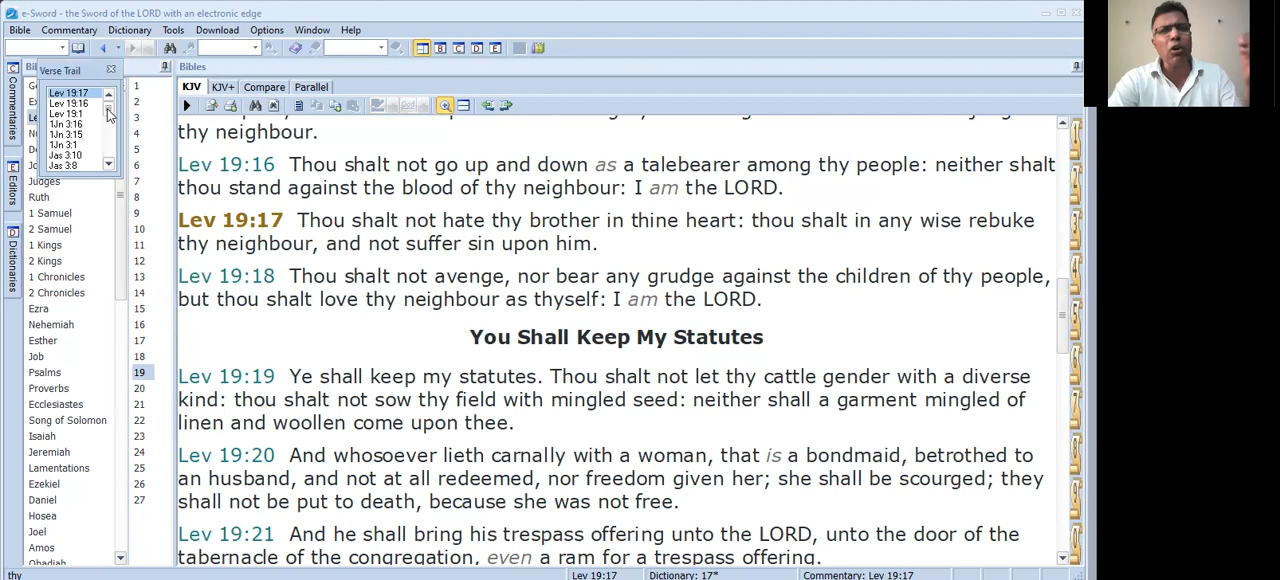 e-Sword - the Sword of the LORD with an electronic edge
Bible Commentary Dictionary Tools Download Options Window Help
B C D E
Verse Trail
Lev 19:17
Lev 19:16
Lev 19:1
1Jn 3:16
1Jn 3:15
1Jn 3:1
Jas 3:10
Jas 3:8
Judges
Ruth
1 Samuel
2 Samuel
1 Kings
2 Kings
1 Chronicles
2 Chronicles
Ezra
Nehemiah
Esther
Job
Psalms
Proverbs
Ecclesiastes
Song of Solomon
Isaiah
Jeremiah
Lamentations
Ezekiel
Daniel
Hosea
Joel
Amos
Obadiah
1
2
3
4
5
6
7
8
9
10
11
12
13
14
15
16
17
18
19
20
21
22
23
24
25
26
27
Commentaries
Editors
Dictionaries
Bibles
KJV KJV+ Compare Parallel
thy neighbour.
Lev 19:16 Thou shalt not go up and down as a talebearer among thy people: neither shalt
thou stand against the blood of thy neighbour: I am the LORD.
Lev 19:17 Thou shalt not hate thy brother in thine heart: thou shalt in any wise rebuke
thy neighbour, and not suffer sin upon him.
Lev 19:18 Thou shalt not avenge, nor bear any grudge against the children of thy people,
but thou shalt love thy neighbour as thyself: I am the LORD.
You Shall Keep My Statutes
Lev 19:19 Ye shall keep my statutes. Thou shalt not let thy cattle gender with a diverse
kind: thou shalt not sow thy field with mingled seed: neither shall a garment mingled of
linen and woollen come upon thee.
Lev 19:20 And whosoever lieth carnally with a woman, that is a bondmaid, betrothed to
an husband, and not at all redeemed, nor freedom given her; she shall be scourged; they
shall not be put to death, because she was not free.
Lev 19:21 And he shall bring his trespass offering unto the LORD, unto the door of the
tabernacle of the congregation, even a ram for a trespass offering.
thy
Lev 19:17
Dictionary: 17*
Commentary: Lev 19:17